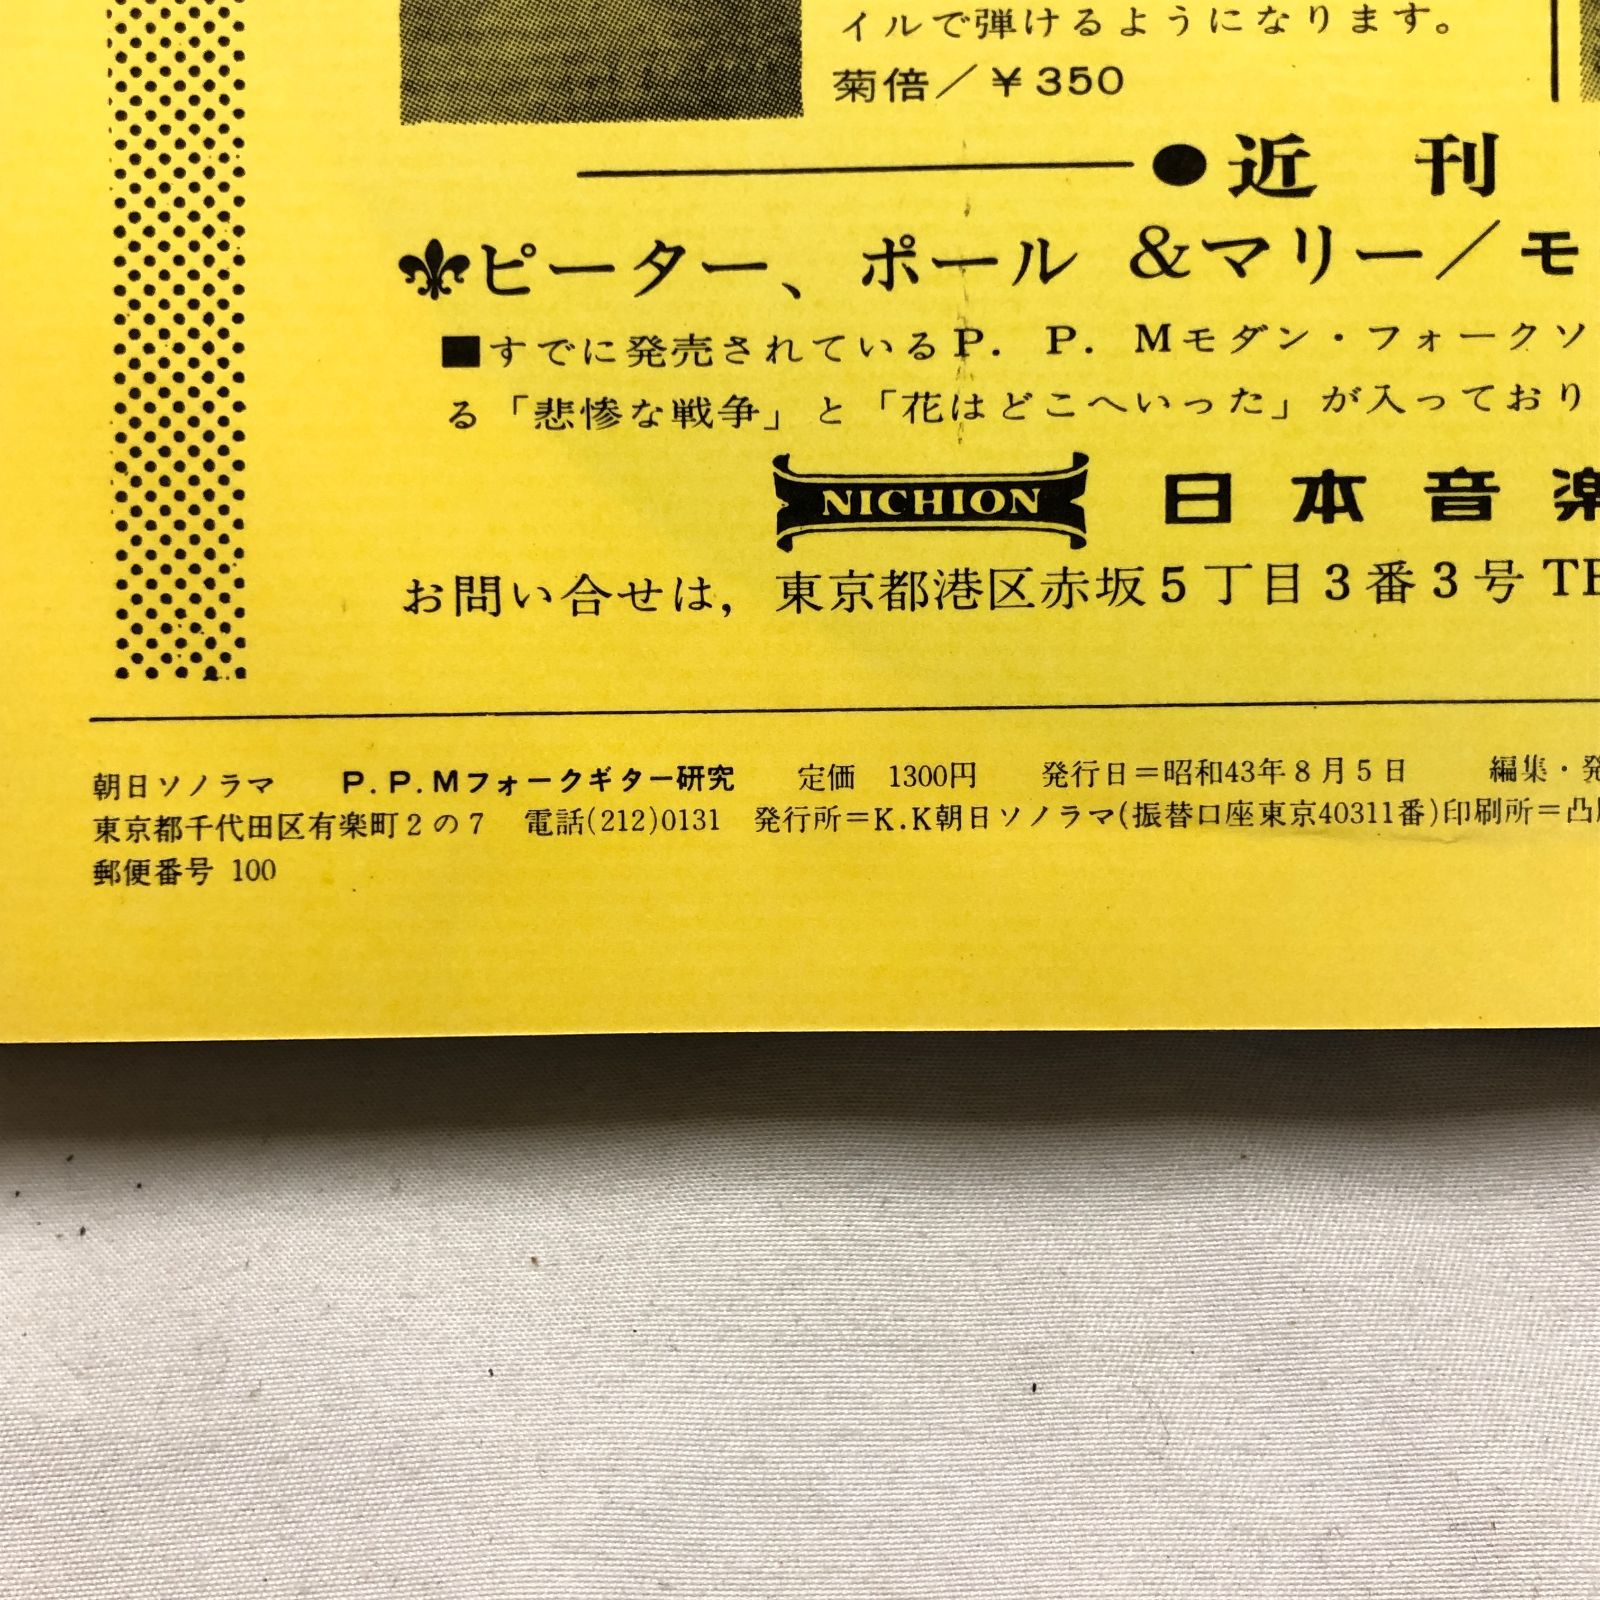 イルで弾けるようになります。
菊倍／￥350
●近刊
ピーター、ポール &マリー／モ
■すでに発売されているP. P. Mモダン・フォークソ
る「悲惨な戦争」と「花はどこへいった」が入っており
NICHION 日本音楽
お問い合せは, 東京都港区赤坂5丁目3番3号 TE
朝日ソノラマ P.P.Mフォークギター研究 定価 1300円 発行日＝昭和43年8月5日 編集・発
東京都千代田区有楽町2の7 電話(212)0131 発行所＝K.K朝日ソノラマ(振替口座東京40311番)印刷所＝凸
郵便番号 100